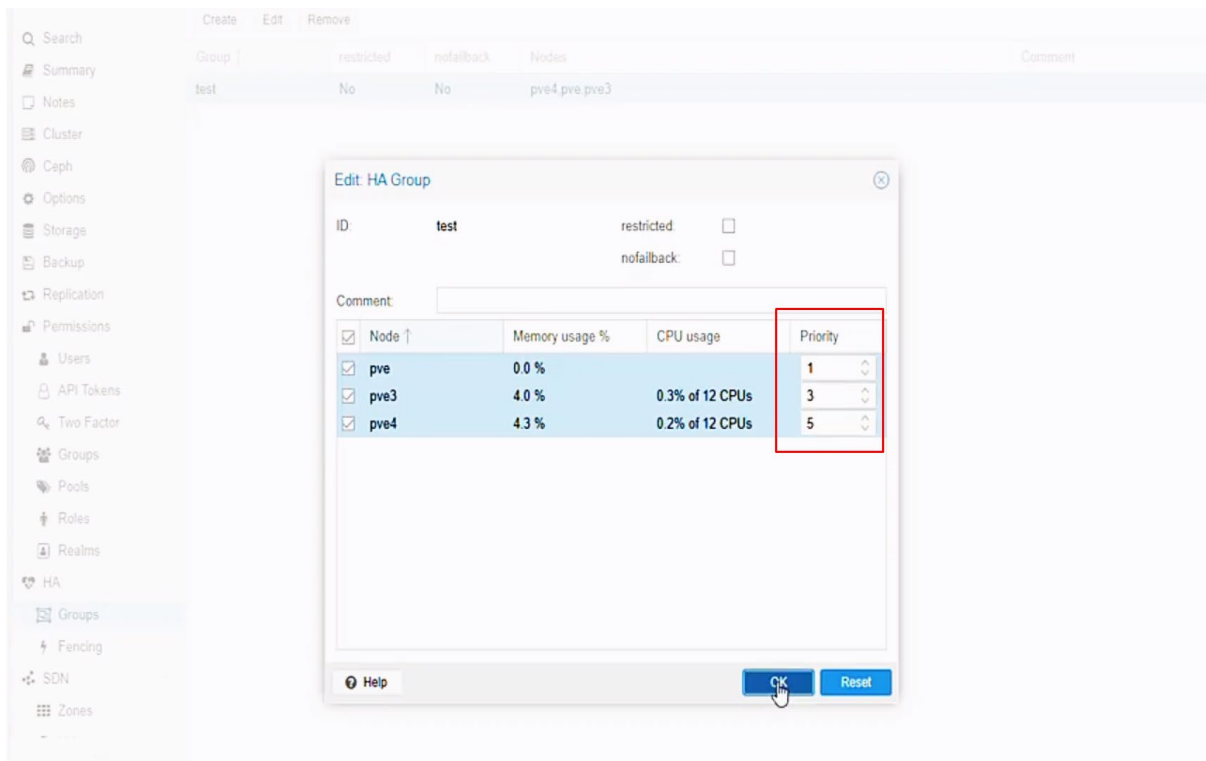 Create Edit Remove
Search
Summary
Notes
Cluster
Ceph
Options
Storage
Backup
Replication
Permissions
Users
API Tokens
Two Factor
Groups
Pools
Roles
Realms
HA
Groups
Fencing
SDN
Zones
Group restricted nofailback Nodes Comment
test No No pve4,pve,pve3
Edit: HA Group
ID: test restricted:
nofailback:
Comment:
Node ↑ Memory usage % CPU usage Priority
pve 0.0 % 1
pve3 4.0 % 0.3% of 12 CPUs 3
pve4 4.3 % 0.2% of 12 CPUs 5
Help OK Reset